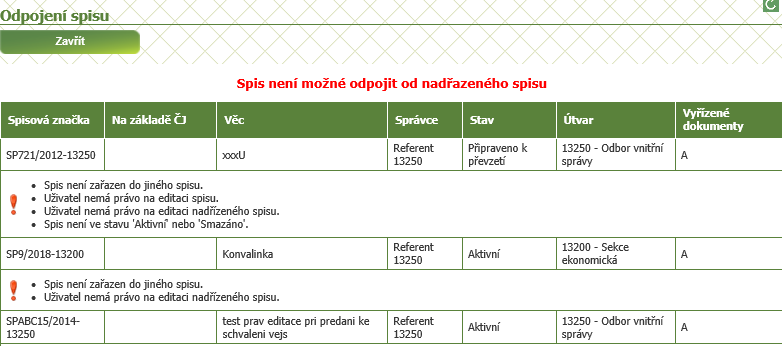 Odpojení spisu
Zavřít
Spis není možné odpojit od nadřazeného spisu
Spisová značka Na základě ČJ Věc Správce Stav Útvar Vyřízené dokumenty
SP721/2012-13250 xxxU Referent 13250 Připraveno k převzetí 13250 - Odbor vnitřní správy A
Spis není zařazen do jiného spisu.
Uživatel nemá právo na editaci spisu.
Uživatel nemá právo na editaci nadřízeného spisu.
Spis není ve stavu 'Aktivní' nebo 'Smazáno'.
SP9/2018-13200 Konvalinka Referent 13250 Aktivní 13200 - Sekce ekonomická A
Spis není zařazen do jiného spisu.
Uživatel nemá právo na editaci nadřízeného spisu.
SPABC15/2014-13250 test prav editace pri predani ke schvaleni vejs Referent 13250 Aktivní 13250 - Odbor vnitřní správy A